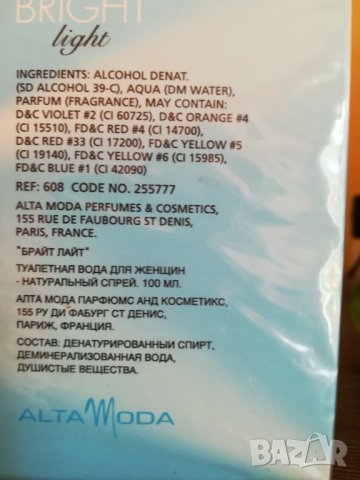 BRIGHT
light
INGREDIENTS: ALCOHOL DENAT.
(SD ALCOHOL 39-C), AQUA (DM WATER),
PARFUM (FRAGRANCE), MAY CONTAIN:
D&C VIOLET #2 (CI 60725), D&C ORANGE #4
(CI 15510), FD&C RED #4 (CI 14700),
D&C RED #33 (CI 17200), FD&C YELLOW #5
(CI 19140), FD&C YELLOW #6 (CI 15985),
FD&C BLUE #1 (CI 42090)
REF: 608 CODE NO. 255777
ALTA MODA PERFUMES & COSMETICS,
155 RUE DE FAUBOURG ST DENIS,
PARIS, FRANCE.
"БРАЙТ ЛАЙТ"
ТУАЛЕТНАЯ ВОДА ДЛЯ ЖЕНЩИН
- НАТУРАЛЬНЫЙ СПРЕЙ. 100 МЛ.
АЛТА МОДА ПАРФЮМС АНД КОСМЕТИКС,
155 РУ ДИ ФАБУРГ СТ ДЕНИС,
ПАРИЖ, ФРАНЦИЯ.
СОСТАВ: ДЕНАТУРИРОВАННЫЙ СПИРТ,
ДЕМИНЕРАЛИЗОВАННАЯ ВОДА,
ДУШИСТЫЕ ВЕЩЕСТВА.
ALTA MODA
BAZAR
bg